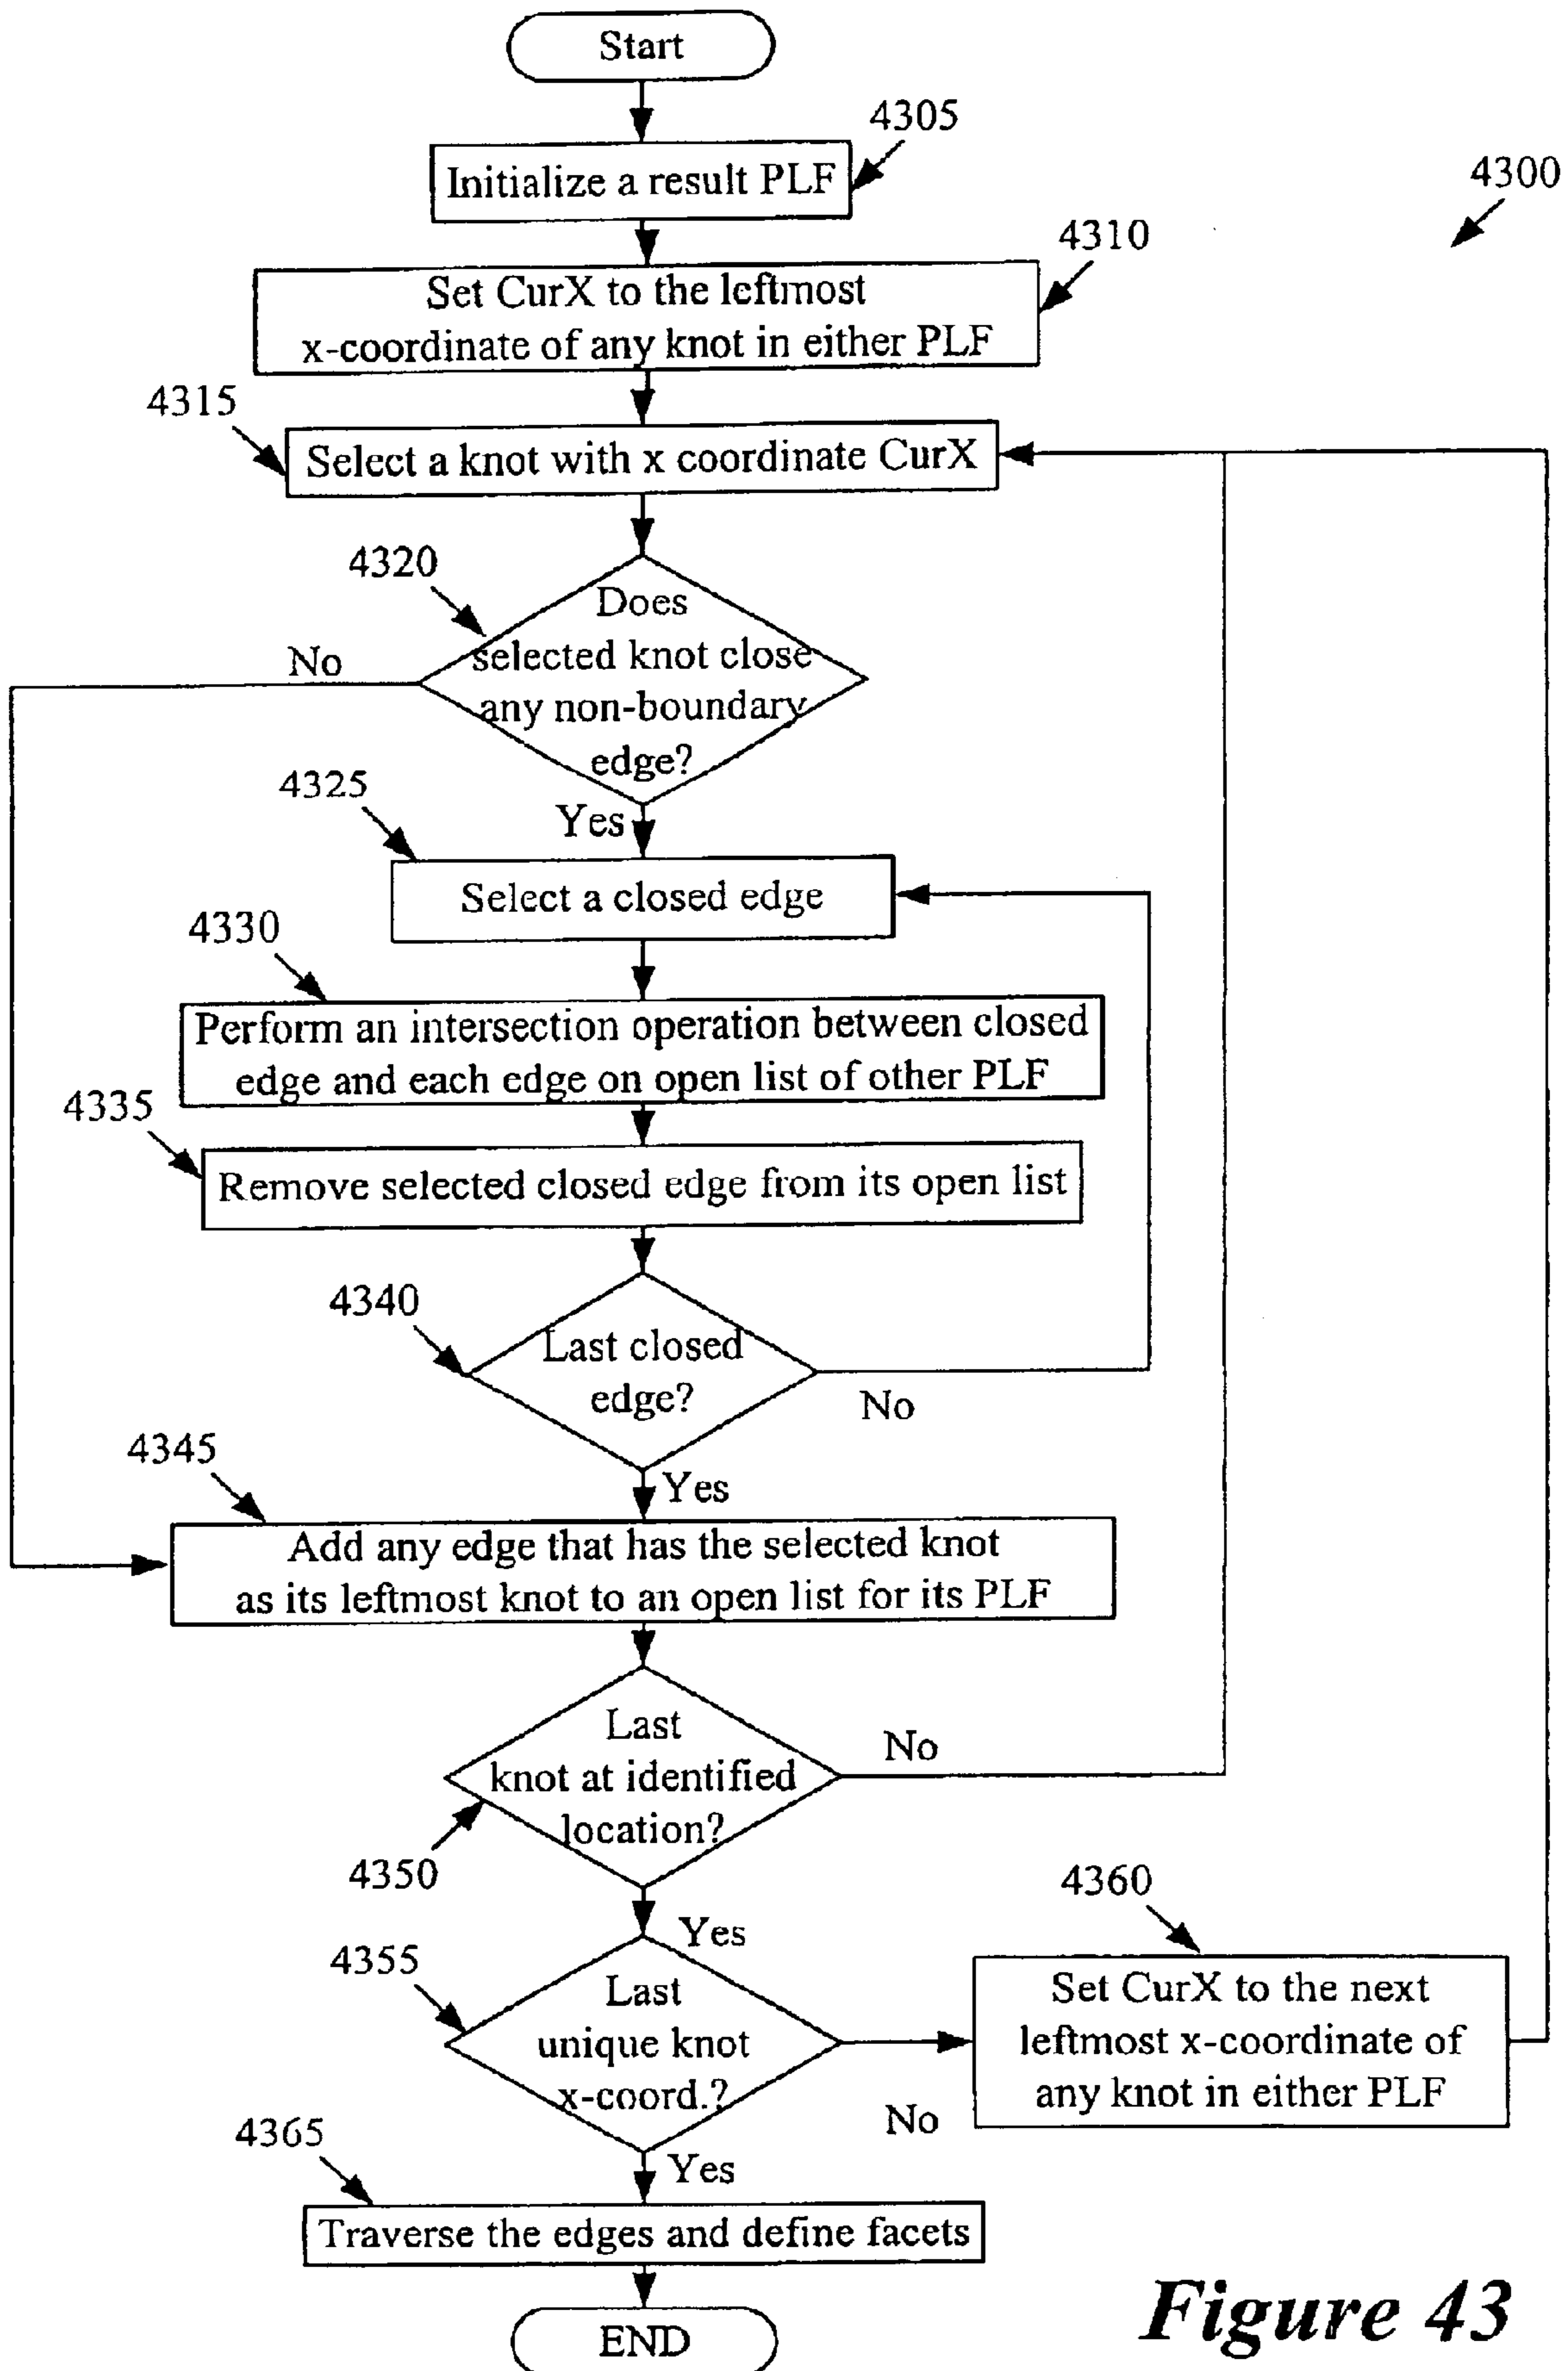 Start
4305
Initialize a result PLF
4300
4310
Set CurX to the leftmost
x-coordinate of any knot in either PLF
4315
Select a knot with x coordinate CurX
4320
Does
selected knot close
any non-boundary
edge?
No
4325
Yes
Select a closed edge
4330
Perform an intersection operation between closed
edge and each edge on open list of other PLF
4335
Remove selected closed edge from its open list
4340
Last closed
edge?
No
4345
Yes
Add any edge that has the selected knot
as its leftmost knot to an open list for its PLF
Last
knot at identified
location?
No
4350
4360
Yes
4355
Last
unique knot
x-coord.?
Set CurX to the next
leftmost x-coordinate of
any knot in either PLF
No
4365
Yes
Traverse the edges and define facets
END
Figure 43